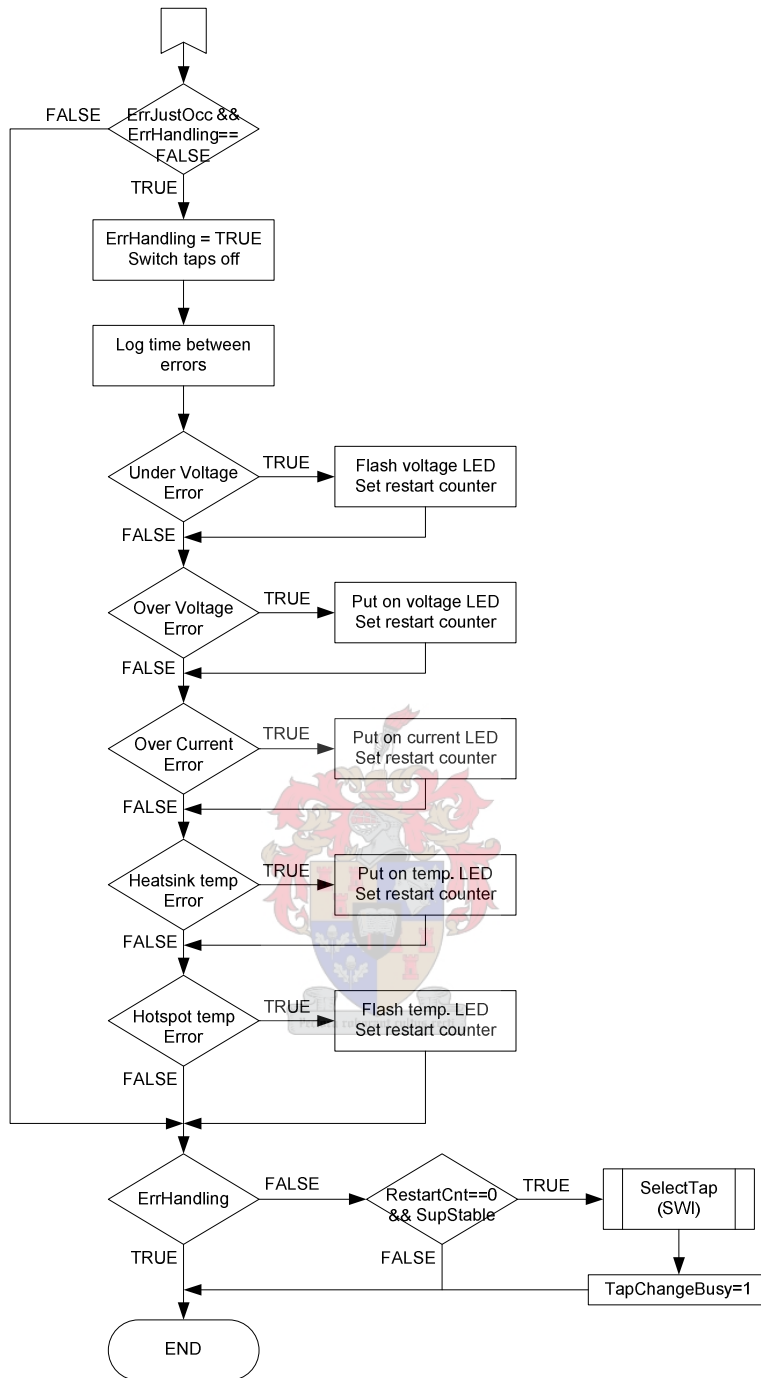 ErrJustOcc &&
ErrHandling==
FALSE
FALSE
TRUE
ErrHandling = TRUE
Switch taps off
Log time between
errors
Under Voltage
Error
TRUE
Flash voltage LED
Set restart counter
FALSE
Over Voltage
Error
TRUE
Put on voltage LED
Set restart counter
FALSE
Over Current
Error
TRUE
Put on current LED
Set restart counter
FALSE
Heatsink temp
Error
TRUE
Put on temp. LED
Set restart counter
FALSE
Hotspot temp
Error
TRUE
Flash temp. LED
Set restart counter
FALSE
ErrHandling
FALSE
RestartCnt==0
&& SupStable
TRUE
SelectTap
(SWI)
TRUE
FALSE
TapChangeBusy=1
END